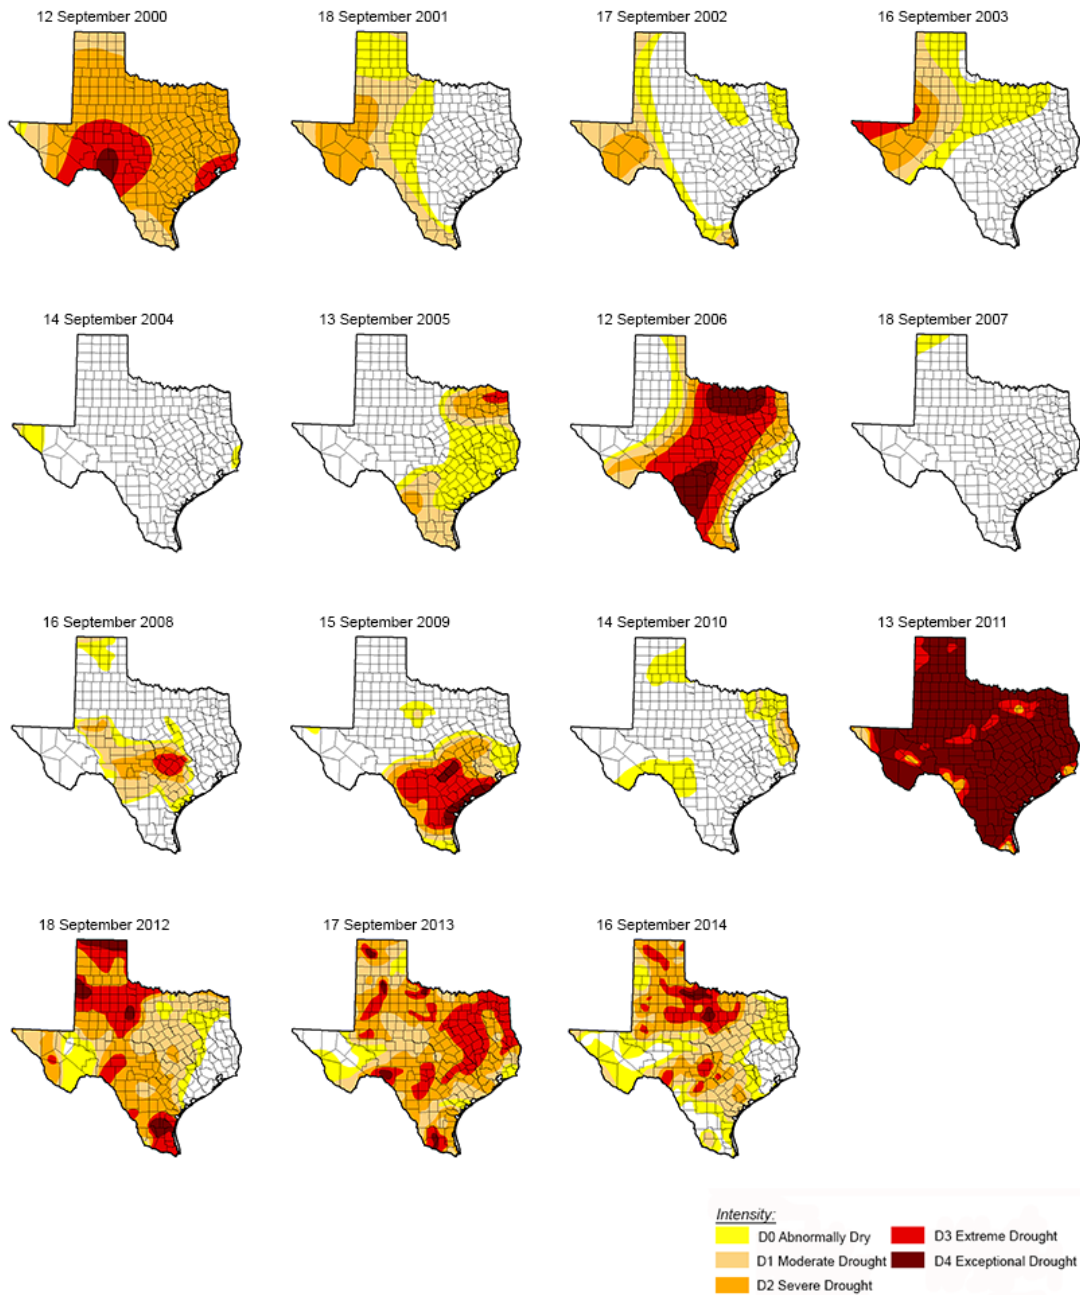 12 September 2000
18 September 2001
17 September 2002
16 September 2003
14 September 2004
13 September 2005
12 September 2006
18 September 2007
16 September 2008
15 September 2009
14 September 2010
13 September 2011
18 September 2012
17 September 2013
16 September 2014
Intensity:
D0 Abnormally Dry
D3 Extreme Drought
D1 Moderate Drought
D4 Exceptional Drought
D2 Severe Drought